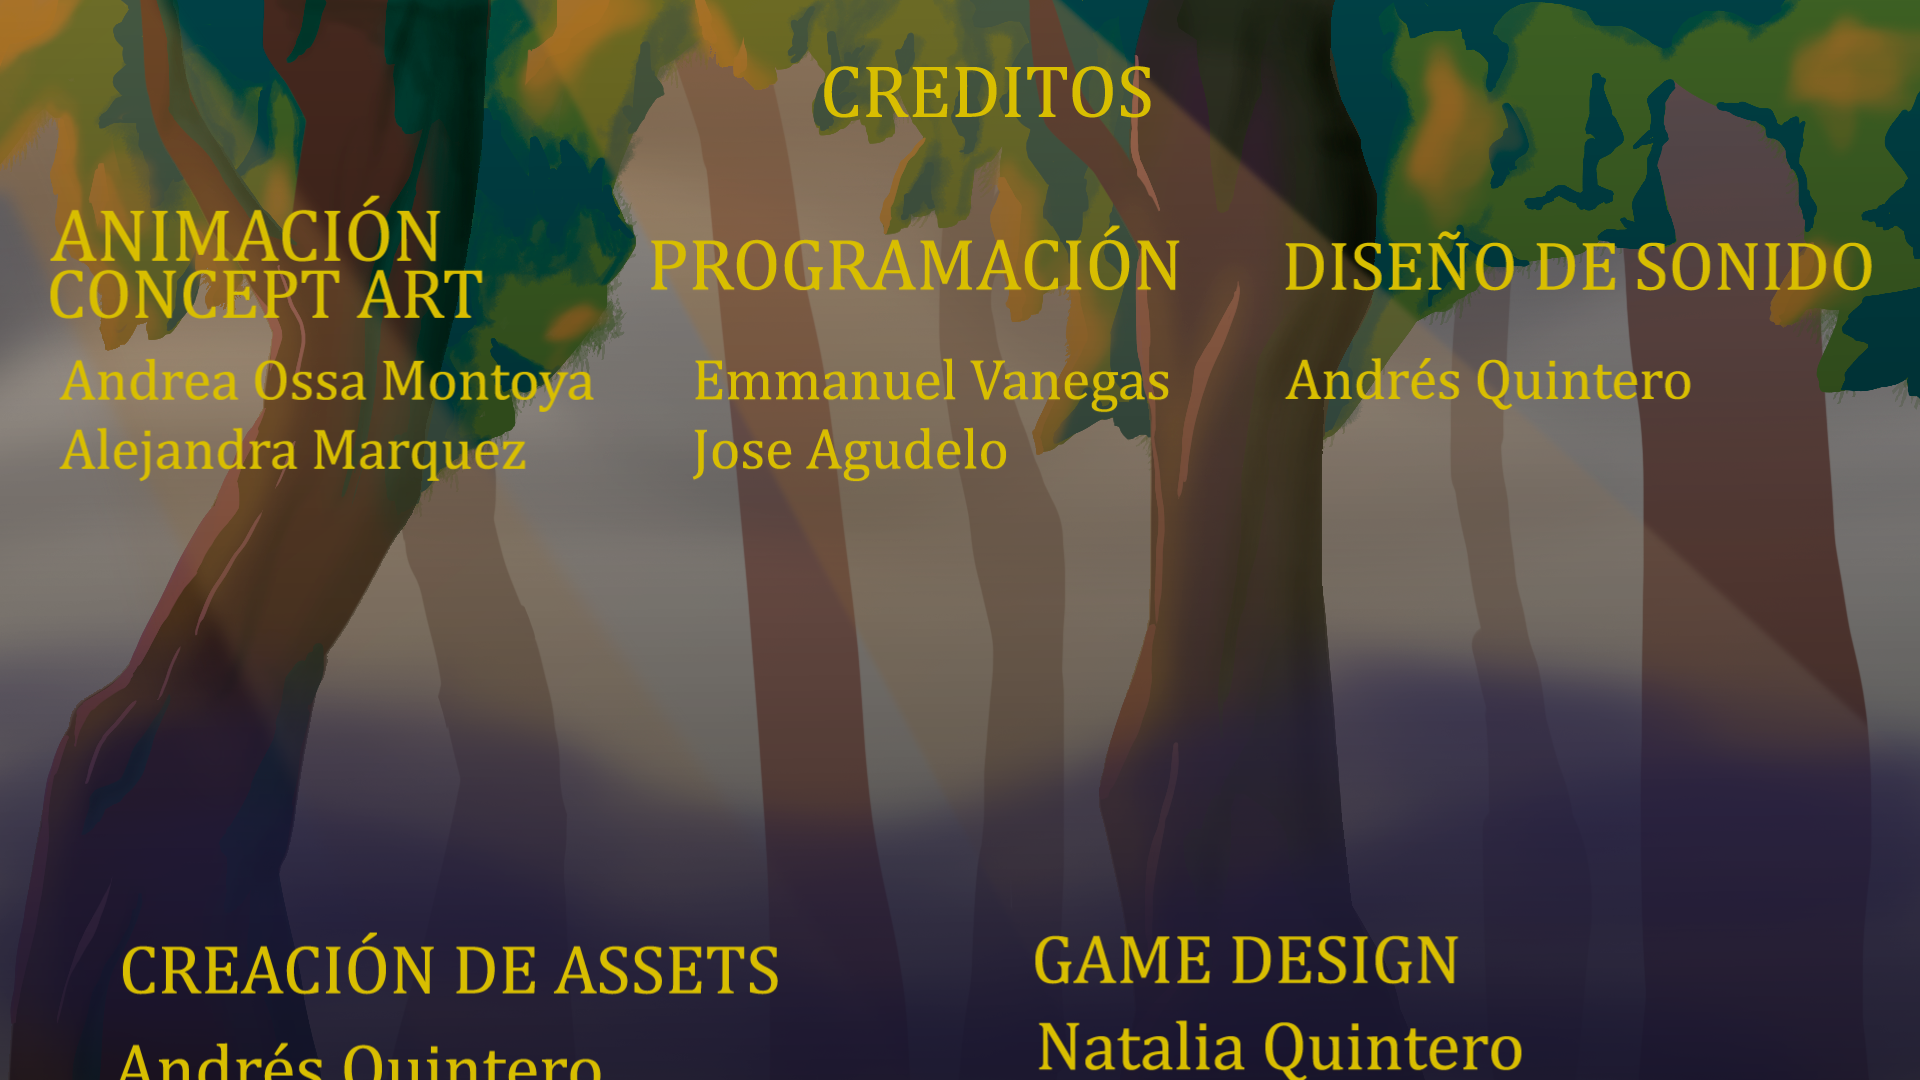 CREDITOS
ANIMACIÓN
CONCEPT ART
Andrea Ossa Montoya
Alejandra Marquez
PROGRAMACIÓN
Emmanuel Vanegas
Jose Agudelo
DISEÑO DE SONIDO
Andrés Quintero
CREACIÓN DE ASSETS
Andrés Quintero
GAME DESIGN
Natalia Quintero